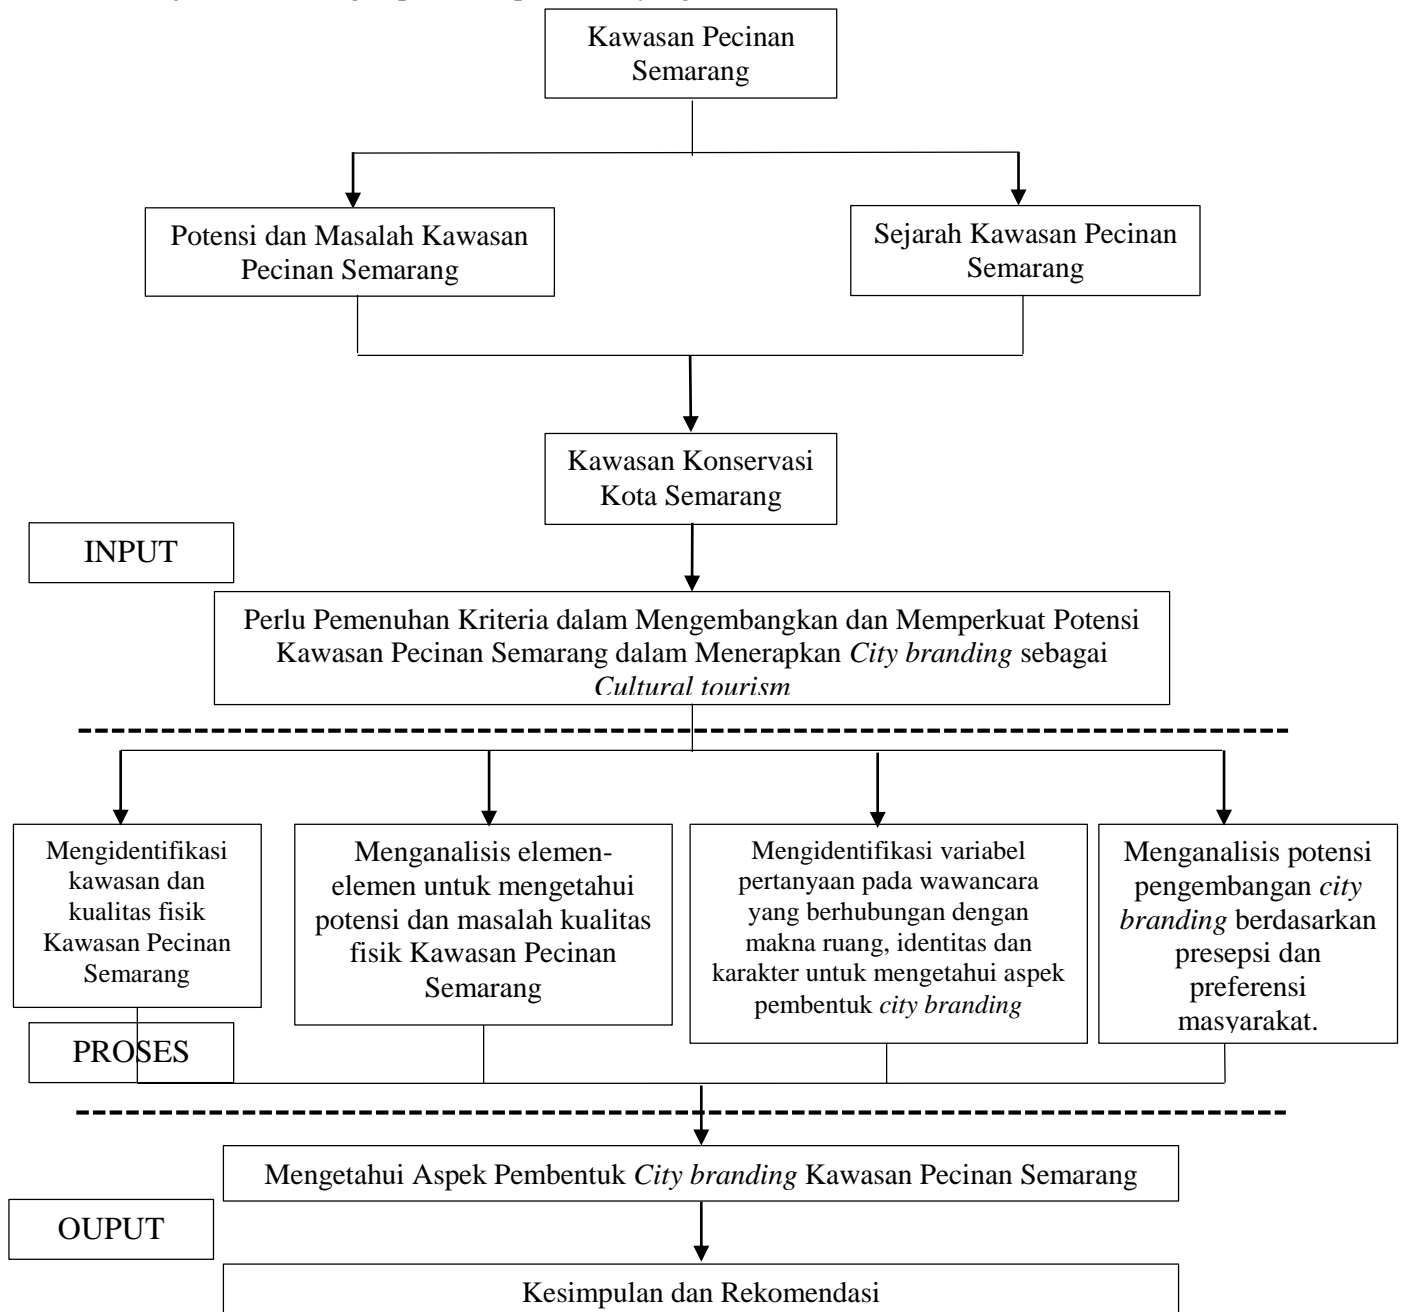 Kawasan Pecinan
Semarang
Potensi dan Masalah Kawasan
Pecinan Semarang
Sejarah Kawasan Pecinan
Semarang
Kawasan Konservasi
Kota Semarang
INPUT
Perlu Pemenuhan Kriteria dalam Mengembangkan dan Memperkuat Potensi
Kawasan Pecinan Semarang dalam Menerapkan City branding sebagai
Cultural tourism
Mengidentifikasi
kawasan dan
kualitas fisik
Kawasan Pecinan
Semarang
Menganalisis elemen-
elemen untuk mengetahui
potensi dan masalah kualitas
fisik Kawasan Pecinan
Semarang
Mengidentifikasi variabel
pertanyaan pada wawancara
yang berhubungan dengan
makna ruang, identitas dan
karakter untuk mengetahui aspek
pembentuk city branding
Menganalisis potensi
pengembangan city
branding berdasarkan
presepsi dan
preferensi
masyarakat.
PROSES
Mengetahui Aspek Pembentuk City branding Kawasan Pecinan Semarang
OUPUT
Kesimpulan dan Rekomendasi